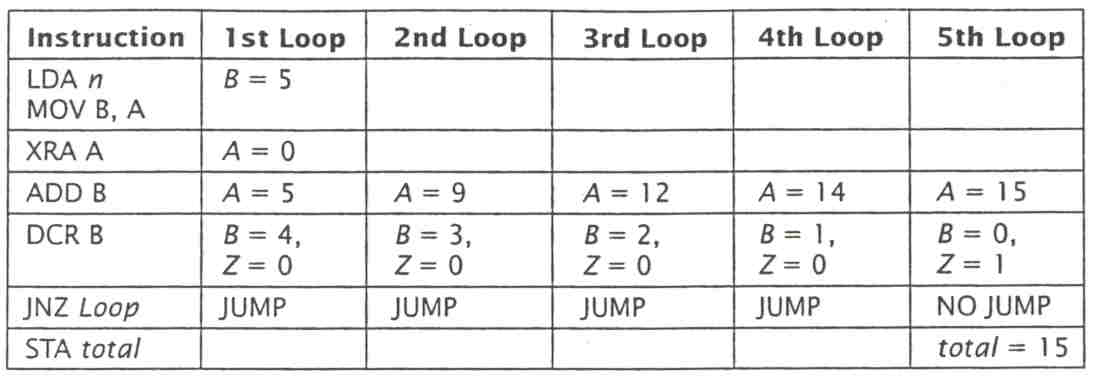 Instruction 1st Loop 2nd Loop 3rd Loop 4th Loop 5th Loop
LDA n B = 5
MOV B, A
XRA A A = 0
ADD B A = 5 A = 9 A = 12 A = 14 A = 15
DCR B B = 4, B = 3, B = 2, B = 1, B = 0,
Z = 0 Z = 0 Z = 0 Z = 0 Z = 1
JNZ Loop JUMP JUMP JUMP JUMP NO JUMP
STA total total = 15